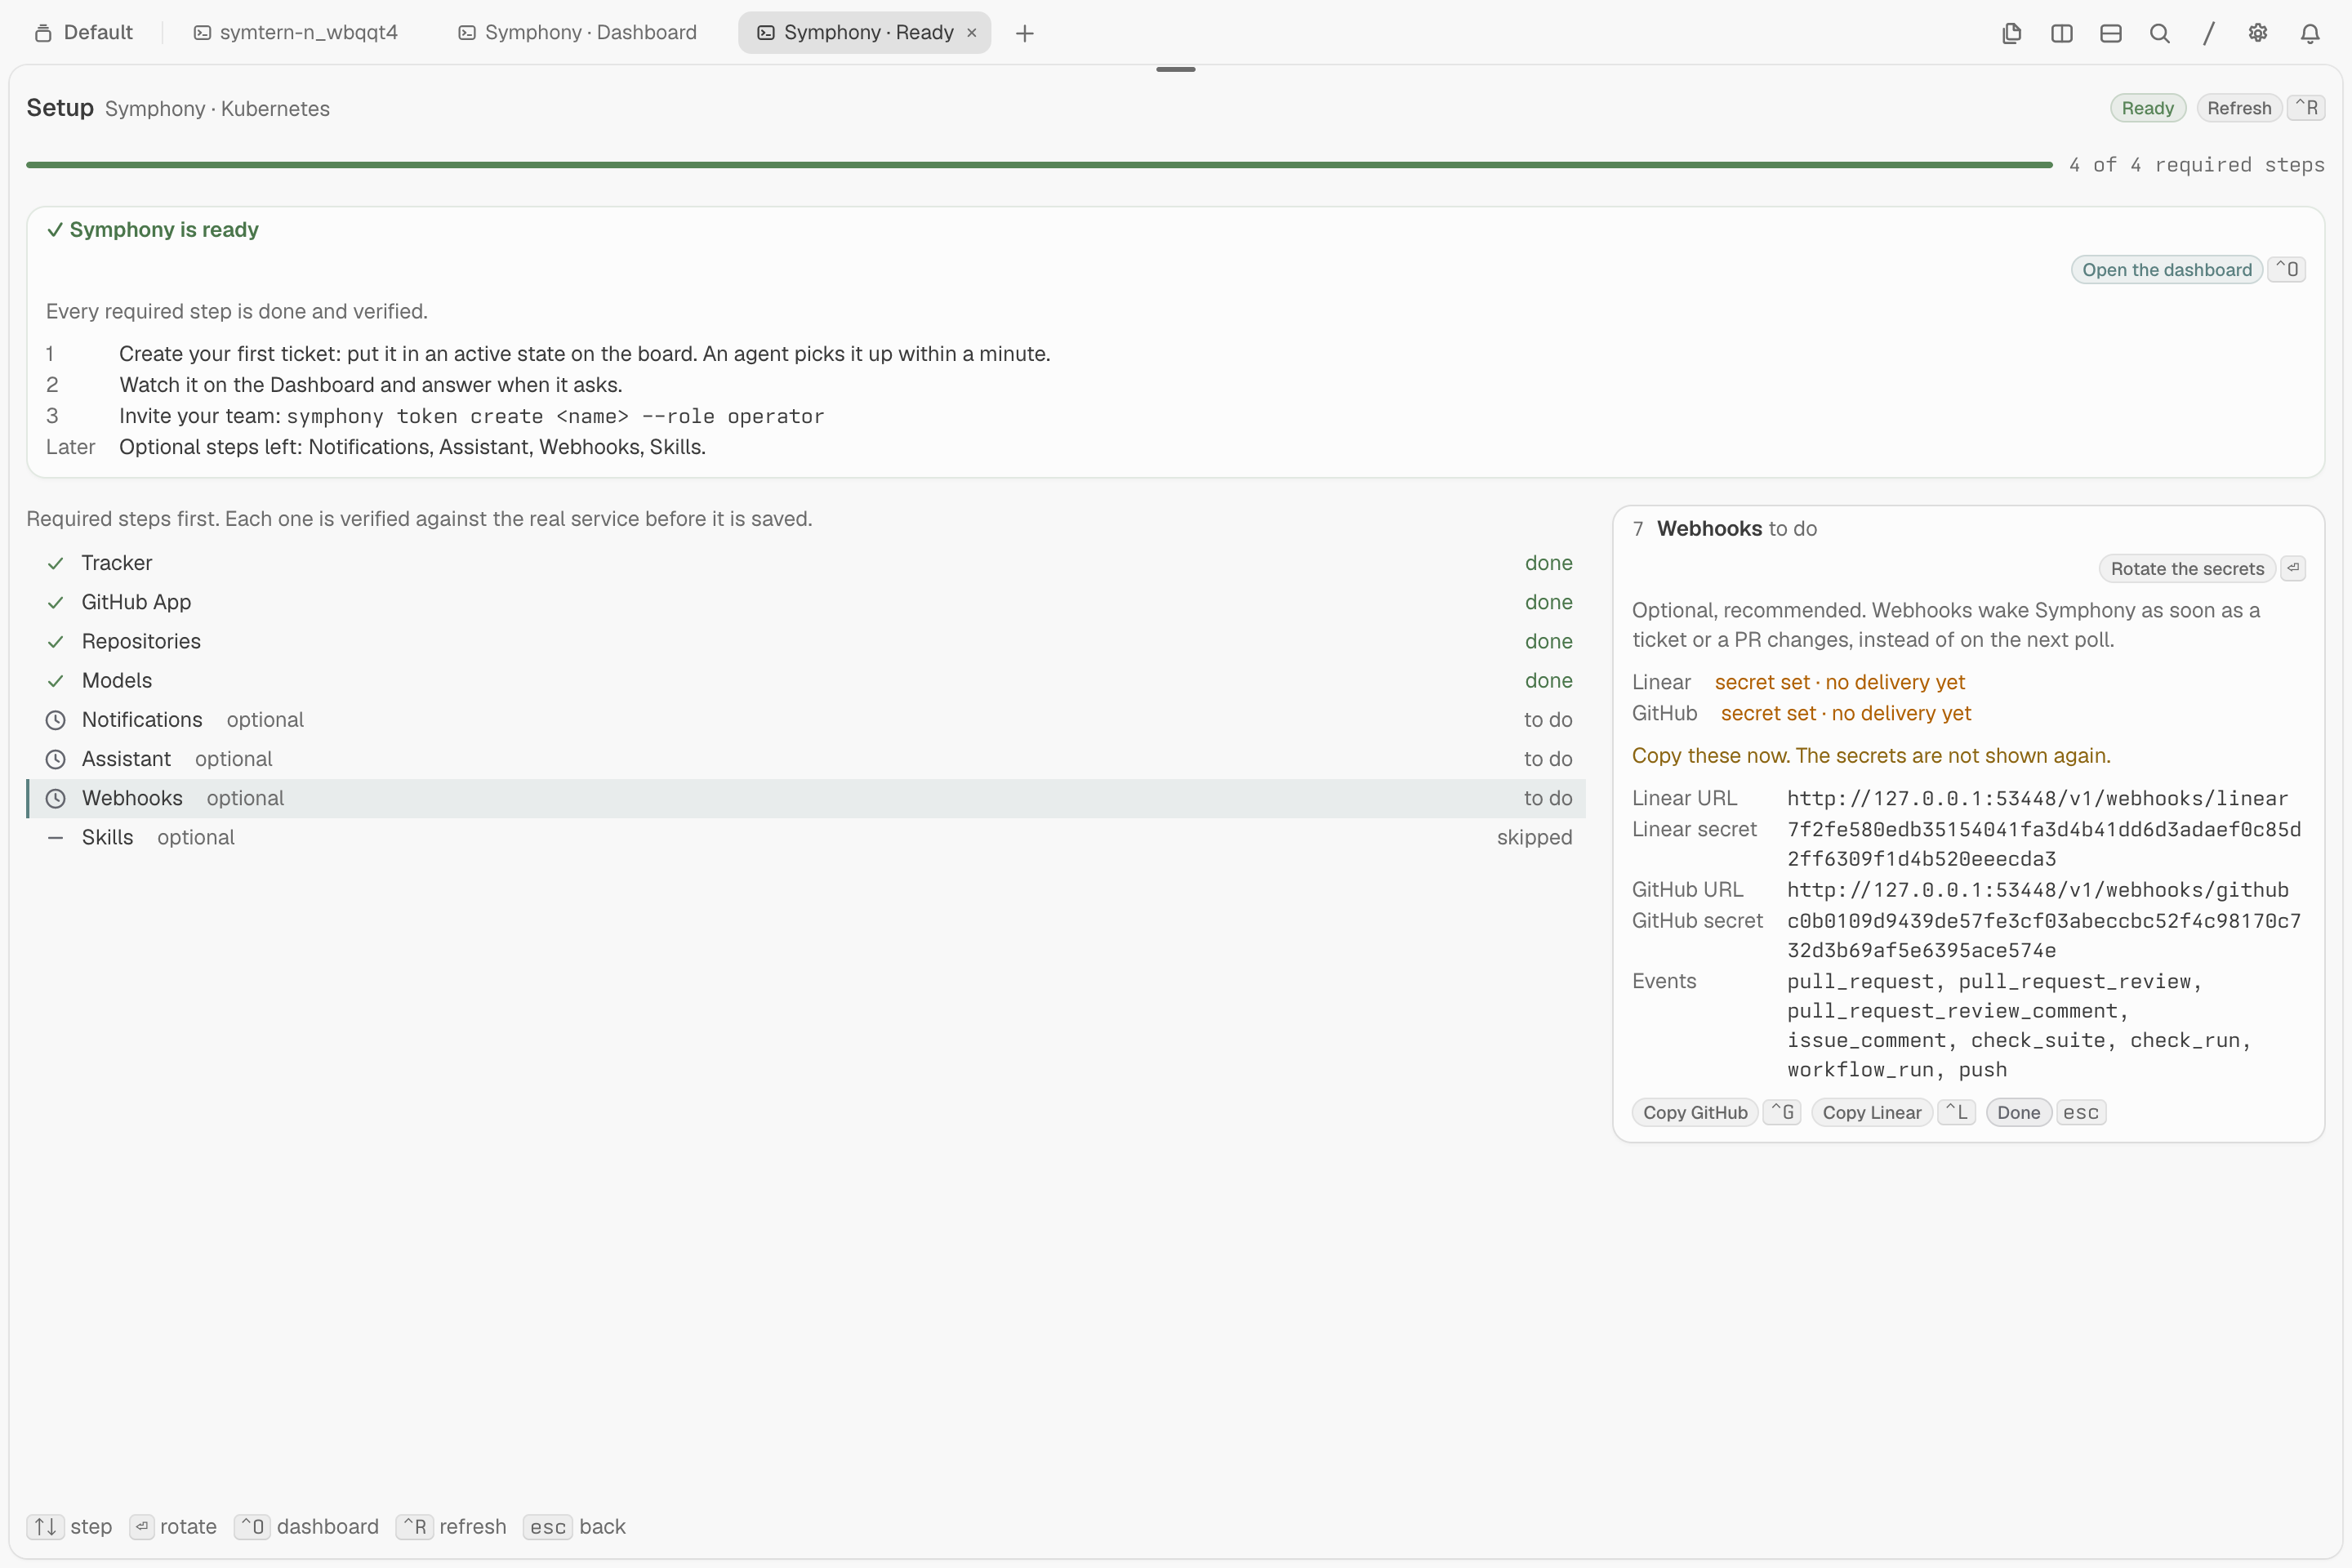 Default
symtern-n_wbqqt4
Symphony · Dashboard
Symphony · Ready ×
Setup Symphony · Kubernetes
Ready Refresh ^R
4 of 4 required steps
✓ Symphony is ready
Open the dashboard ^O
Every required step is done and verified.
1 Create your first ticket: put it in an active state on the board. An agent picks it up within a minute.
2 Watch it on the Dashboard and answer when it asks.
3 Invite your team: symphony token create <name> --role operator
Later Optional steps left: Notifications, Assistant, Webhooks, Skills.
Required steps first. Each one is verified against the real service before it is saved.
✓ Tracker done
✓ GitHub App done
✓ Repositories done
✓ Models done
Notifications optional to do
Assistant optional to do
Webhooks optional to do
– Skills optional skipped
7 Webhooks to do
Rotate the secrets ⏎
Optional, recommended. Webhooks wake Symphony as soon as a
ticket or a PR changes, instead of on the next poll.
Linear secret set · no delivery yet
GitHub secret set · no delivery yet
Copy these now. The secrets are not shown again.
Linear URL http://127.0.0.1:53448/v1/webhooks/linear
Linear secret 7f2fe580edb35154041fa3d4b41dd6d3adaef0c85d
2ff6309f1d4b520eeecda3
GitHub URL http://127.0.0.1:53448/v1/webhooks/github
GitHub secret c0b0109d9439de57fe3cf03abeccbc52f4c98170c7
32d3b69af5e6395ace574e
Events pull_request, pull_request_review,
pull_request_review_comment,
issue_comment, check_suite, check_run,
workflow_run, push
Copy GitHub ^G Copy Linear ^L Done esc
↑↓ step ⏎ rotate ^O dashboard ^R refresh esc back